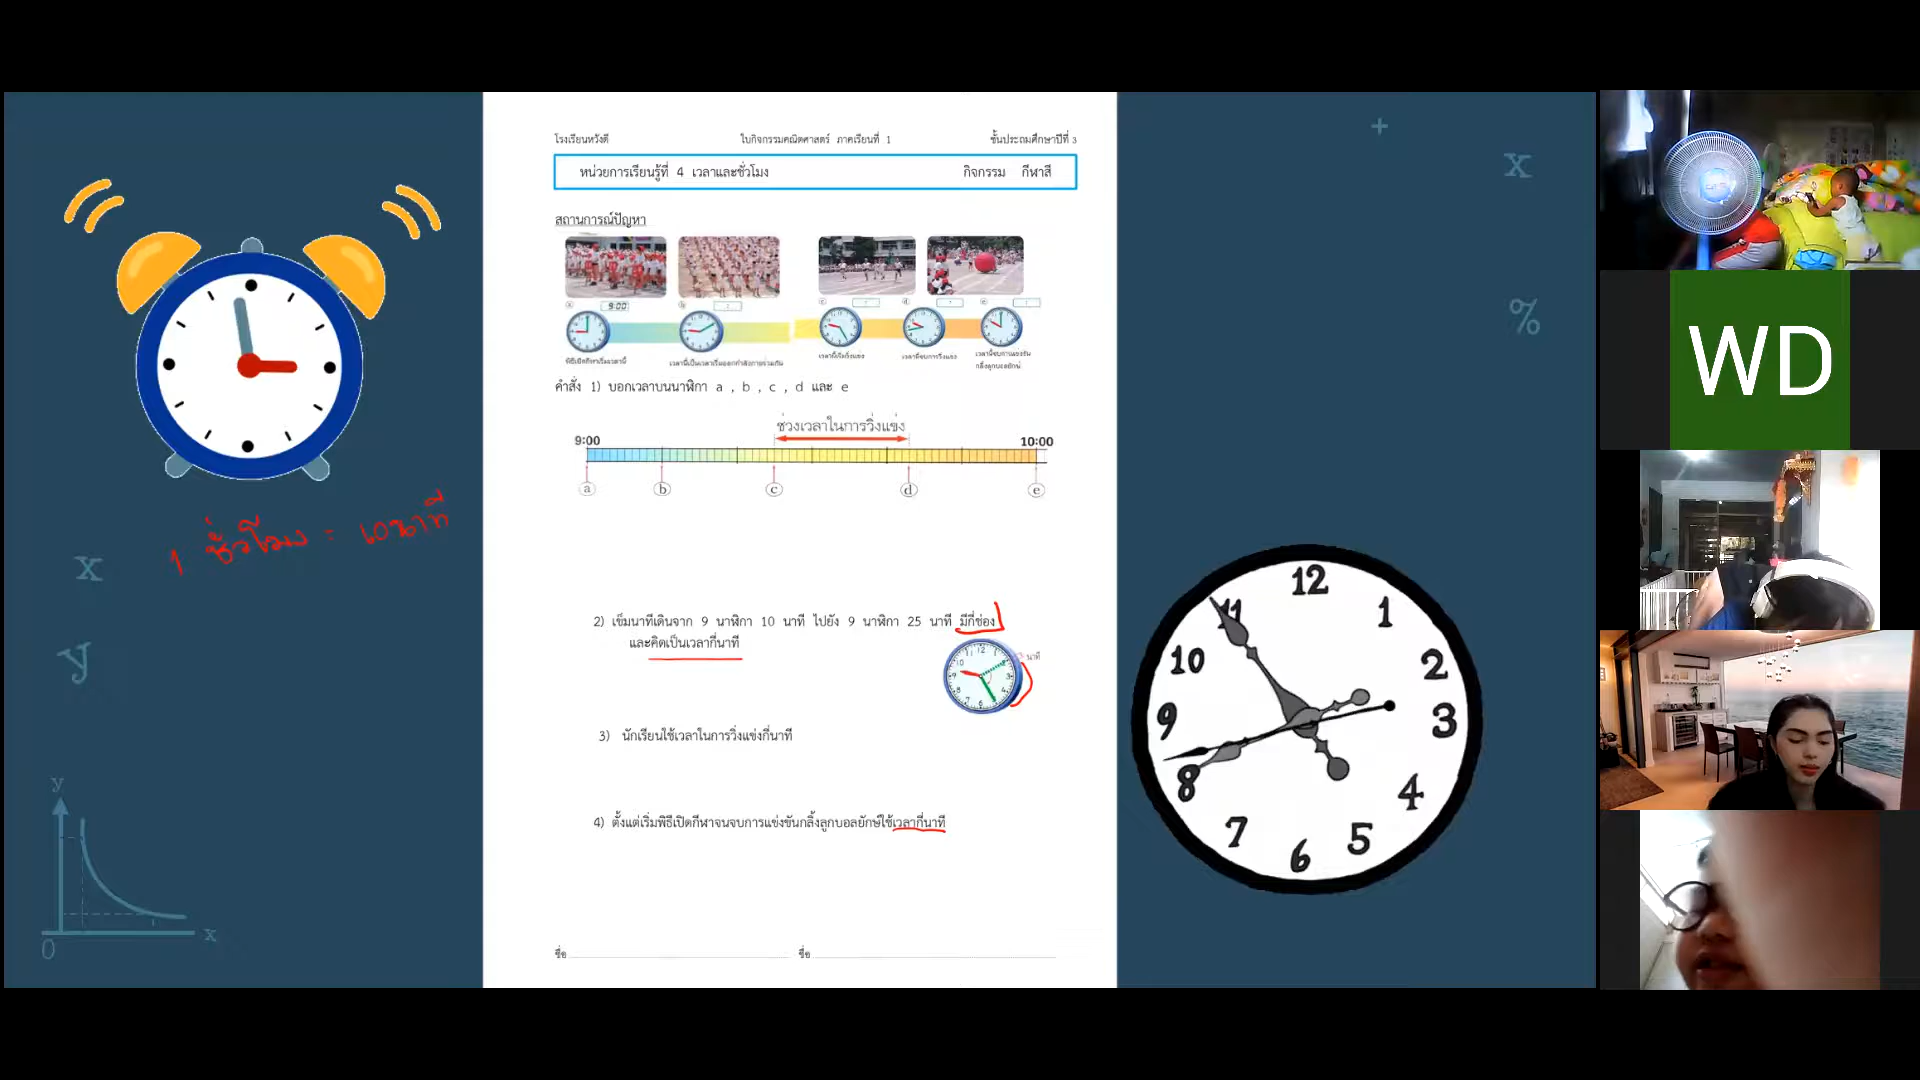 โรงเรียนหวังดี ใบกิจกรรมคณิตศาสตร์ ภาคเรียนที่ 1 ชั้นประถมศึกษาปีที่ 3
หน่วยการเรียนรู้ที่ 4 เวลาและชั่วโมง กิจกรรม กีฬาสี
สถานการณ์ปัญหา
9:00
คำสั่ง 1) บอกเวลาบนนาฬิกา a , b , c , d และ e
ช่วงเวลาในการวิ่งแข่ง
9:00 10:00
a b c d e
1 ชั่วโมง = 60 นาที
2) เข็มนาทีเดินจาก 9 นาฬิกา 10 นาที ไปยัง 9 นาฬิกา 25 นาที มีกี่ช่อง
และคิดเป็นเวลากี่นาที
นาที
3) นักเรียนใช้เวลาในการวิ่งแข่งกี่นาที
4) ตั้งแต่เริ่มพิธีเปิดกีฬาจนจบการแข่งขันกลิ้งลูกบอลยักษ์ใช้เวลากี่นาที
ชื่อ ชื่อ
x
y
y
0 x
+
x
%
12
11 1
10 2
9 3
8 4
7 5
6
WD